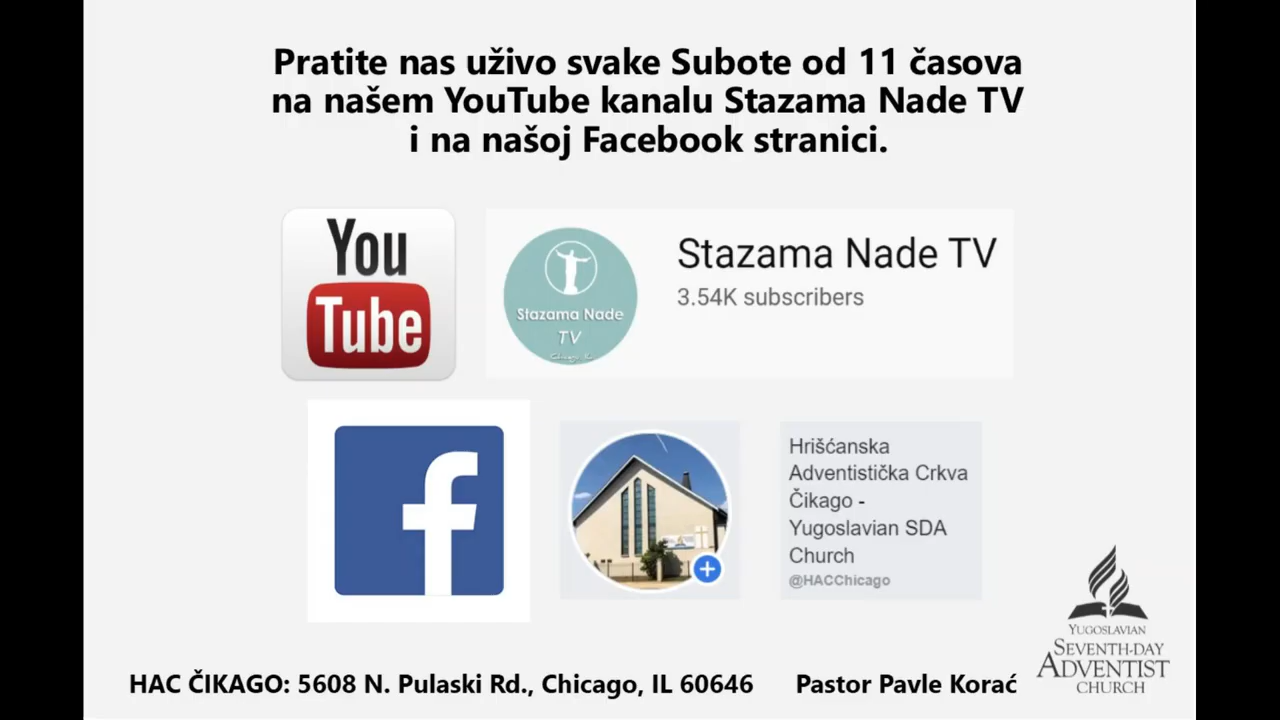 Pratite nas uživo svake Subote od 11 časova
na našem YouTube kanalu Stazama Nade TV
i na našoj Facebook stranici.
You
Tube
Stazama Nade
TV
Stazama Nade TV
3.54K subscribers
f
Hrišćanska
Adventistička Crkva
Čikago -
Yugoslavian SDA
Church
@HACChicago
YUGOSLAVIAN
SEVENTH-DAY
ADVENTIST
CHURCH
HAC ČIKAGO: 5608 N. Pulaski Rd., Chicago, IL 60646 Pastor Pavle Korać